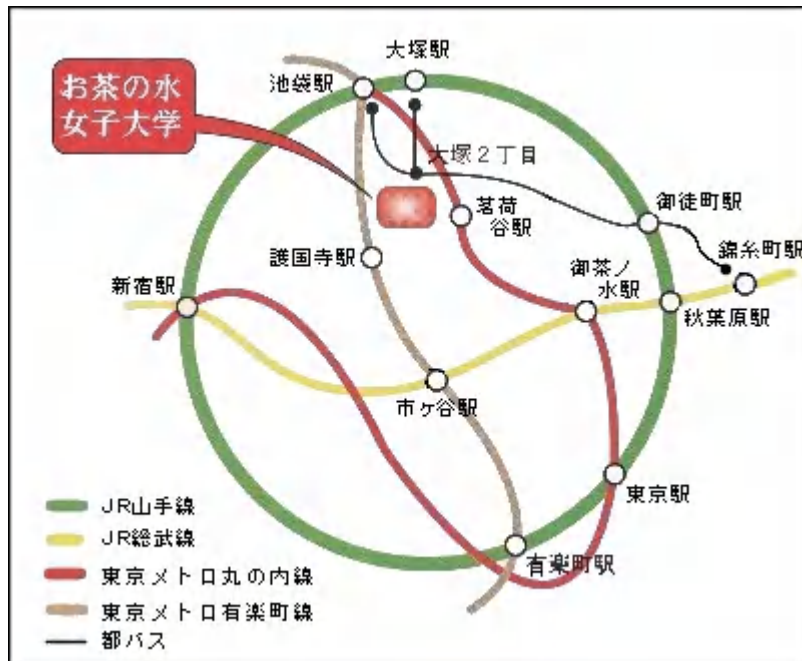 大塚駅
池袋駅
お茶の水
女子大学
大塚２丁目
茗荷
谷駅
御徒町駅
護国寺駅
錦糸町駅
御茶ノ
水駅
新宿駅
秋葉原駅
市ヶ谷駅
東京駅
有楽町駅
JR山手線
JR総武線
東京メトロ丸の内線
東京メトロ有楽町線
都バス